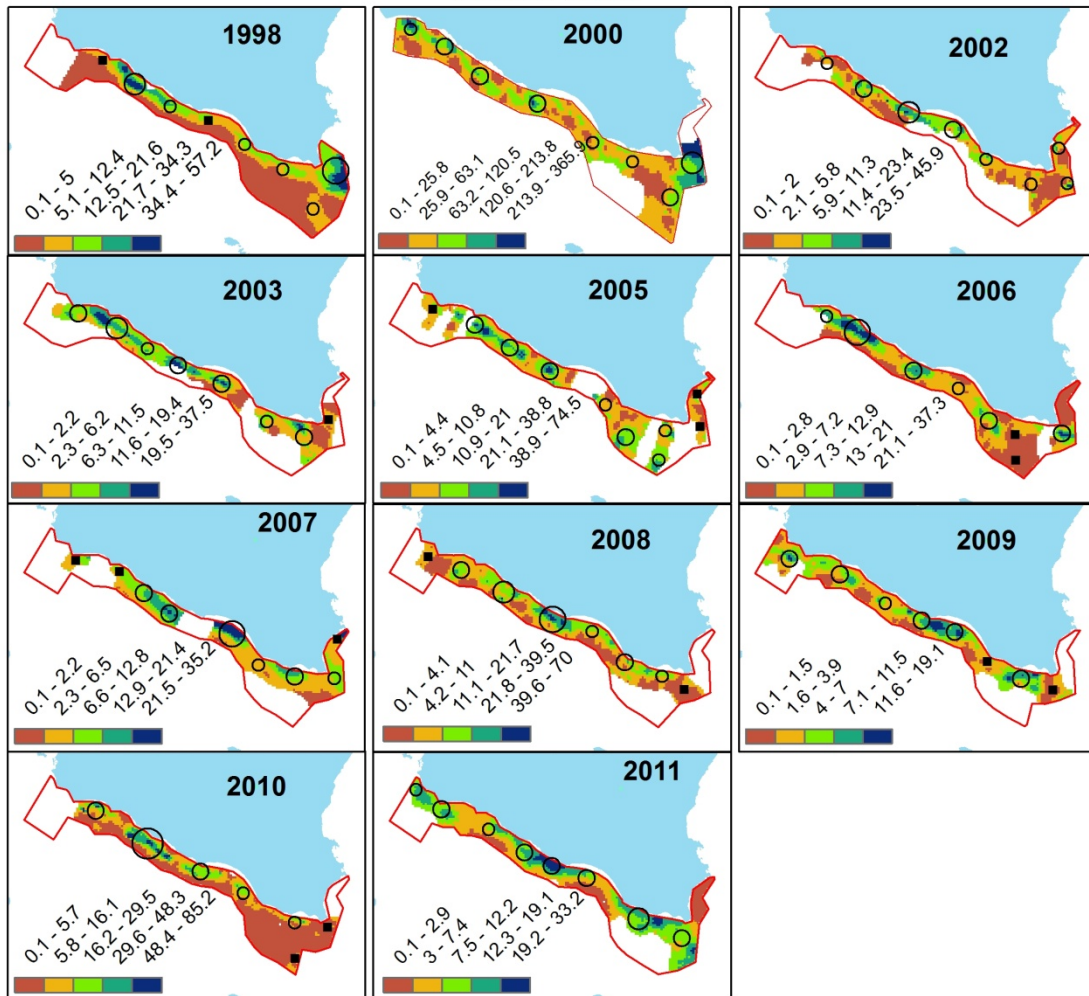 1998
0.1 - 5
5.1 - 12.4
12.5 - 21.6
21.7 - 34.3
34.4 - 57.2
2000
0.1 - 25.8
25.9 - 63.1
63.2 - 120.5
120.6 - 213.8
213.9 - 365.9
2002
0.1 - 2
2.1 - 5.8
5.9 - 11.3
11.4 - 23.4
23.5 - 45.9
2003
0.1 - 2.2
2.3 - 6.2
6.3 - 11.5
11.6 - 19.4
19.5 - 37.5
2005
0.1 - 4.4
4.5 - 10.8
10.9 - 21
21.1 - 38.8
38.9 - 74.5
2006
0.1 - 2.8
2.9 - 7.2
7.3 - 12.9
13 - 21
21.1 - 37.3
2007
0.1 - 2.2
2.3 - 6.5
6.6 - 12.8
12.9 - 21.4
21.5 - 35.2
2008
0.1 - 4.1
4.2 - 11
11.1 - 21.7
21.8 - 39.5
39.6 - 70
2009
0.1 - 1.5
1.6 - 3.9
4 - 7
7.1 - 11.5
11.6 - 19.1
2010
0.1 - 5.7
5.8 - 16.1
16.2 - 29.5
29.6 - 48.3
48.4 - 85.2
2011
0.1 - 2.9
3 - 7.4
7.5 - 12.2
12.3 - 19.1
19.2 - 33.2